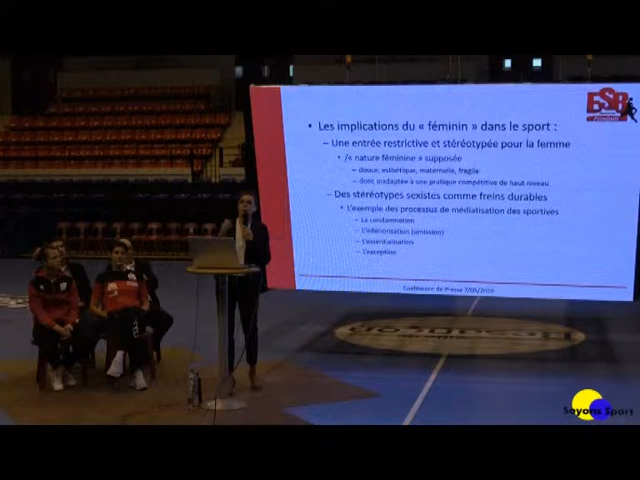 ESB
• Les implications du « féminin » dans le sport :
– Une entrée restrictive et stéréotypée pour la femme
• /« nature féminine » supposée
– douce, esthétique, maternelle, fragile
– donc inadaptée à une pratique compétitive de haut niveau
– Des stéréotypes sexistes comme freins durables
• L'exemple des processus de médiatisation des sportives
– La condamnation
– L'infériorisation (omission)
– L'essentialisation
– L'exception
Conférence de Presse
Soyons Sport